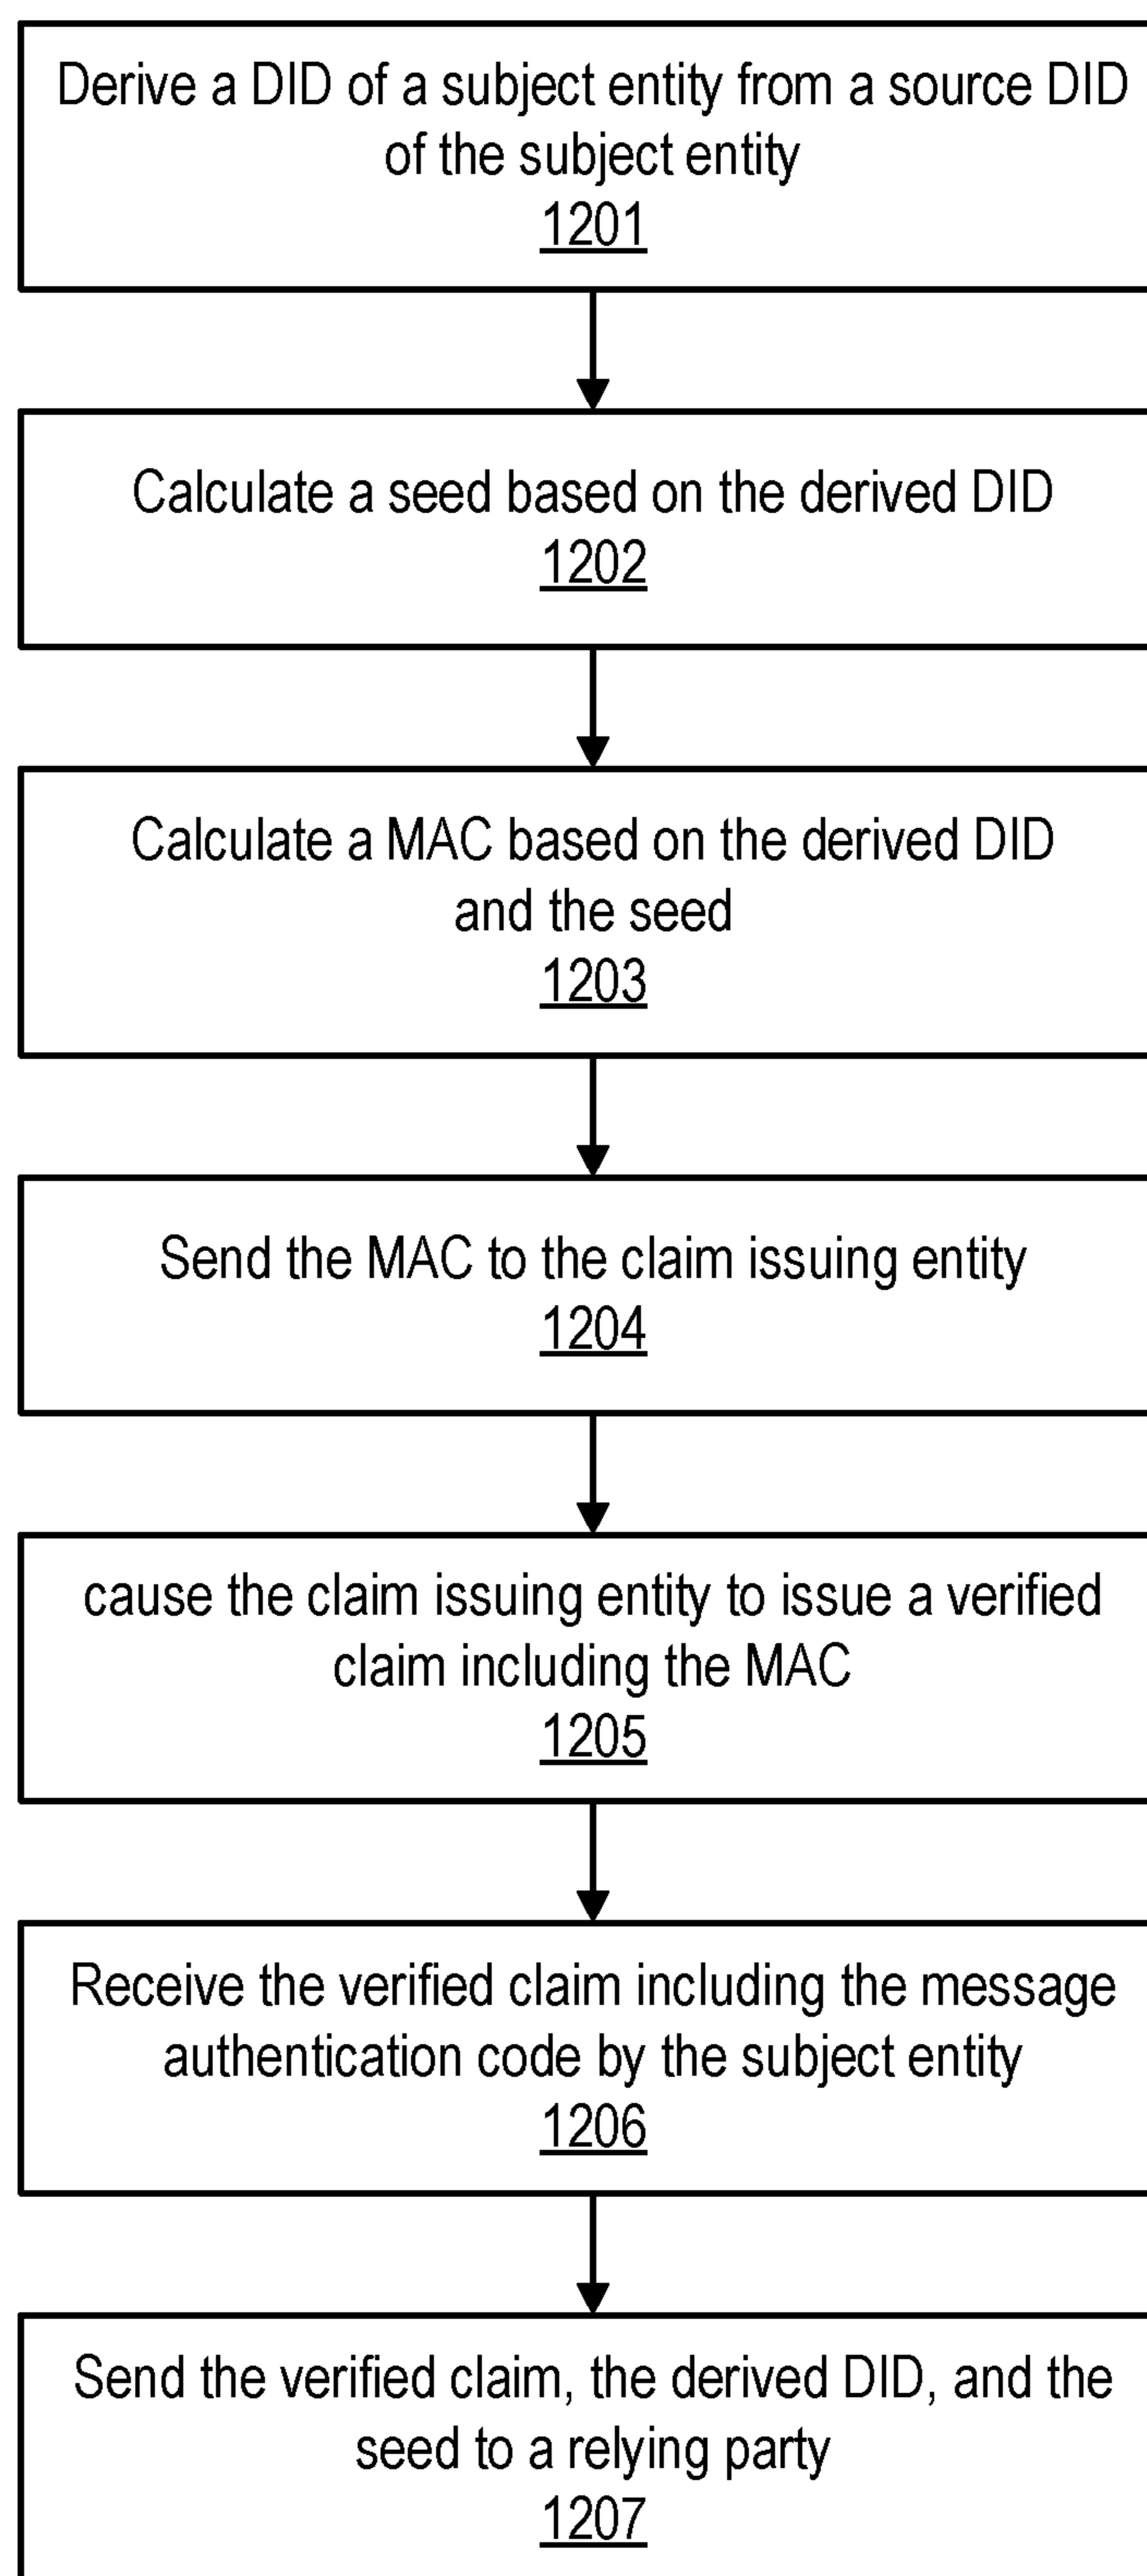 Derive a DID of a subject entity from a source DID
of the subject entity
1201
Calculate a seed based on the derived DID
1202
Calculate a MAC based on the derived DID
and the seed
1203
Send the MAC to the claim issuing entity
1204
cause the claim issuing entity to issue a verified
claim including the MAC
1205
Receive the verified claim including the message
authentication code by the subject entity
1206
Send the verified claim, the derived DID, and the
seed to a relying party
1207